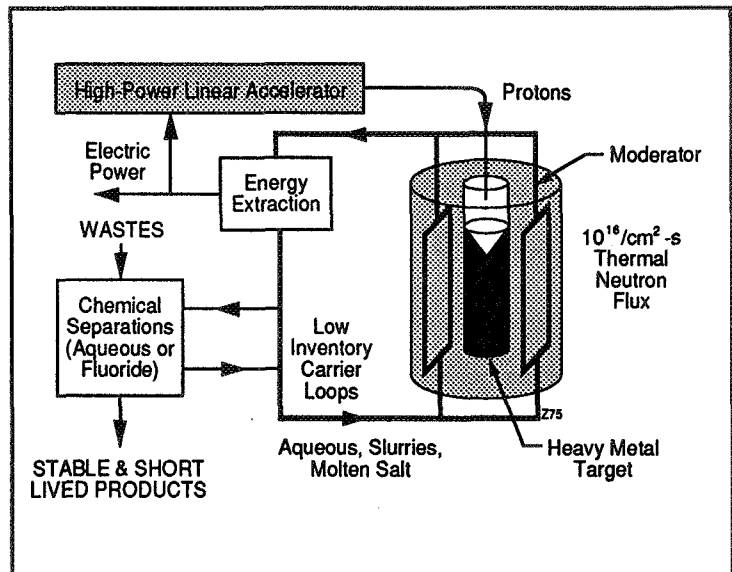 High-Power Linear Accelerator
Protons
Electric
Power
Energy
Extraction
Moderator
WASTES
10¹⁶/cm² -s
Thermal
Neutron
Flux
Chemical
Separations
(Aqueous or
Fluoride)
Low
Inventory
Carrier
Loops
Z75
Aqueous, Slurries,
Molten Salt
Heavy Metal
Target
STABLE & SHORT
LIVED PRODUCTS